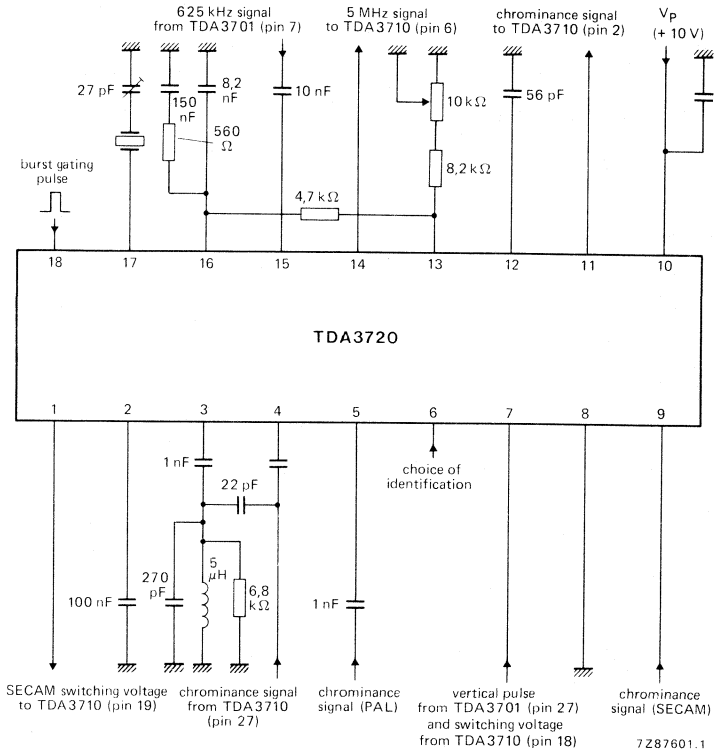 625 kHz signal
from TDA3701 (pin 7)
5 MHz signal
to TDA3710 (pin 6)
chrominance signal
to TDA3710 (pin 2)
VP
(+ 10 V)
27 pF
150
nF
8,2
nF
10 nF
10 kΩ
56 pF
560
Ω
burst gating
pulse
8,2 kΩ
4,7 kΩ
18
17
16
15
14
13
12
11
10
TDA3720
1
2
3
4
5
6
7
8
9
1 nF
22 pF
choice of
identification
5
μH
270
pF
6,8
kΩ
100 nF
1 nF
SECAM switching voltage
to TDA3710 (pin 19)
chrominance signal
from TDA3710
(pin 27)
chrominance
signal (PAL)
vertical pulse
from TDA3701 (pin 27)
and switching voltage
from TDA3710 (pin 18)
chrominance
signal (SECAM)
7Z87601.1